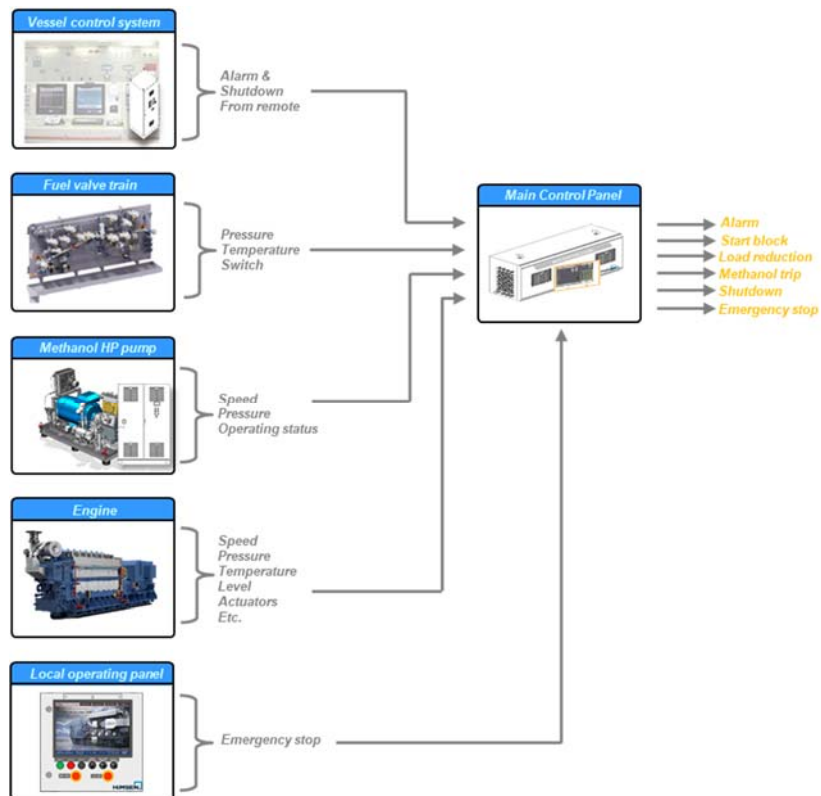 Vessel control system
Alarm &
Shutdown
From remote
Fuel valve train
Pressure
Temperature
Switch
Methanol HP pump
Speed
Pressure
Operating status
Engine
Speed
Pressure
Temperature
Level
Actuators
Etc.
Local operating panel
Emergency stop
Main Control Panel
Alarm
Start block
Load reduction
Methanol trip
Shutdown
Emergency stop